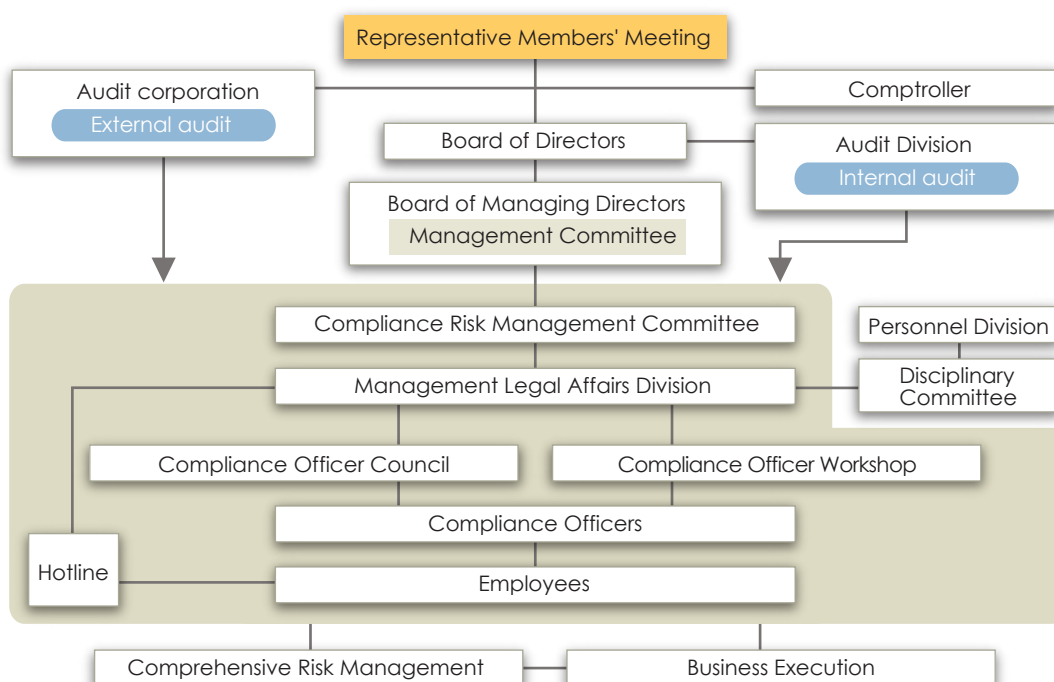 Representative Members' Meeting
Audit corporation
External audit
Comptroller
Board of Directors
Audit Division
Internal audit
Board of Managing Directors
Management Committee
Compliance Risk Management Committee
Personnel Division
Management Legal Affairs Division
Disciplinary
Committee
Compliance Officer Council
Compliance Officer Workshop
Compliance Officers
Hotline
Employees
Comprehensive Risk Management
Business Execution